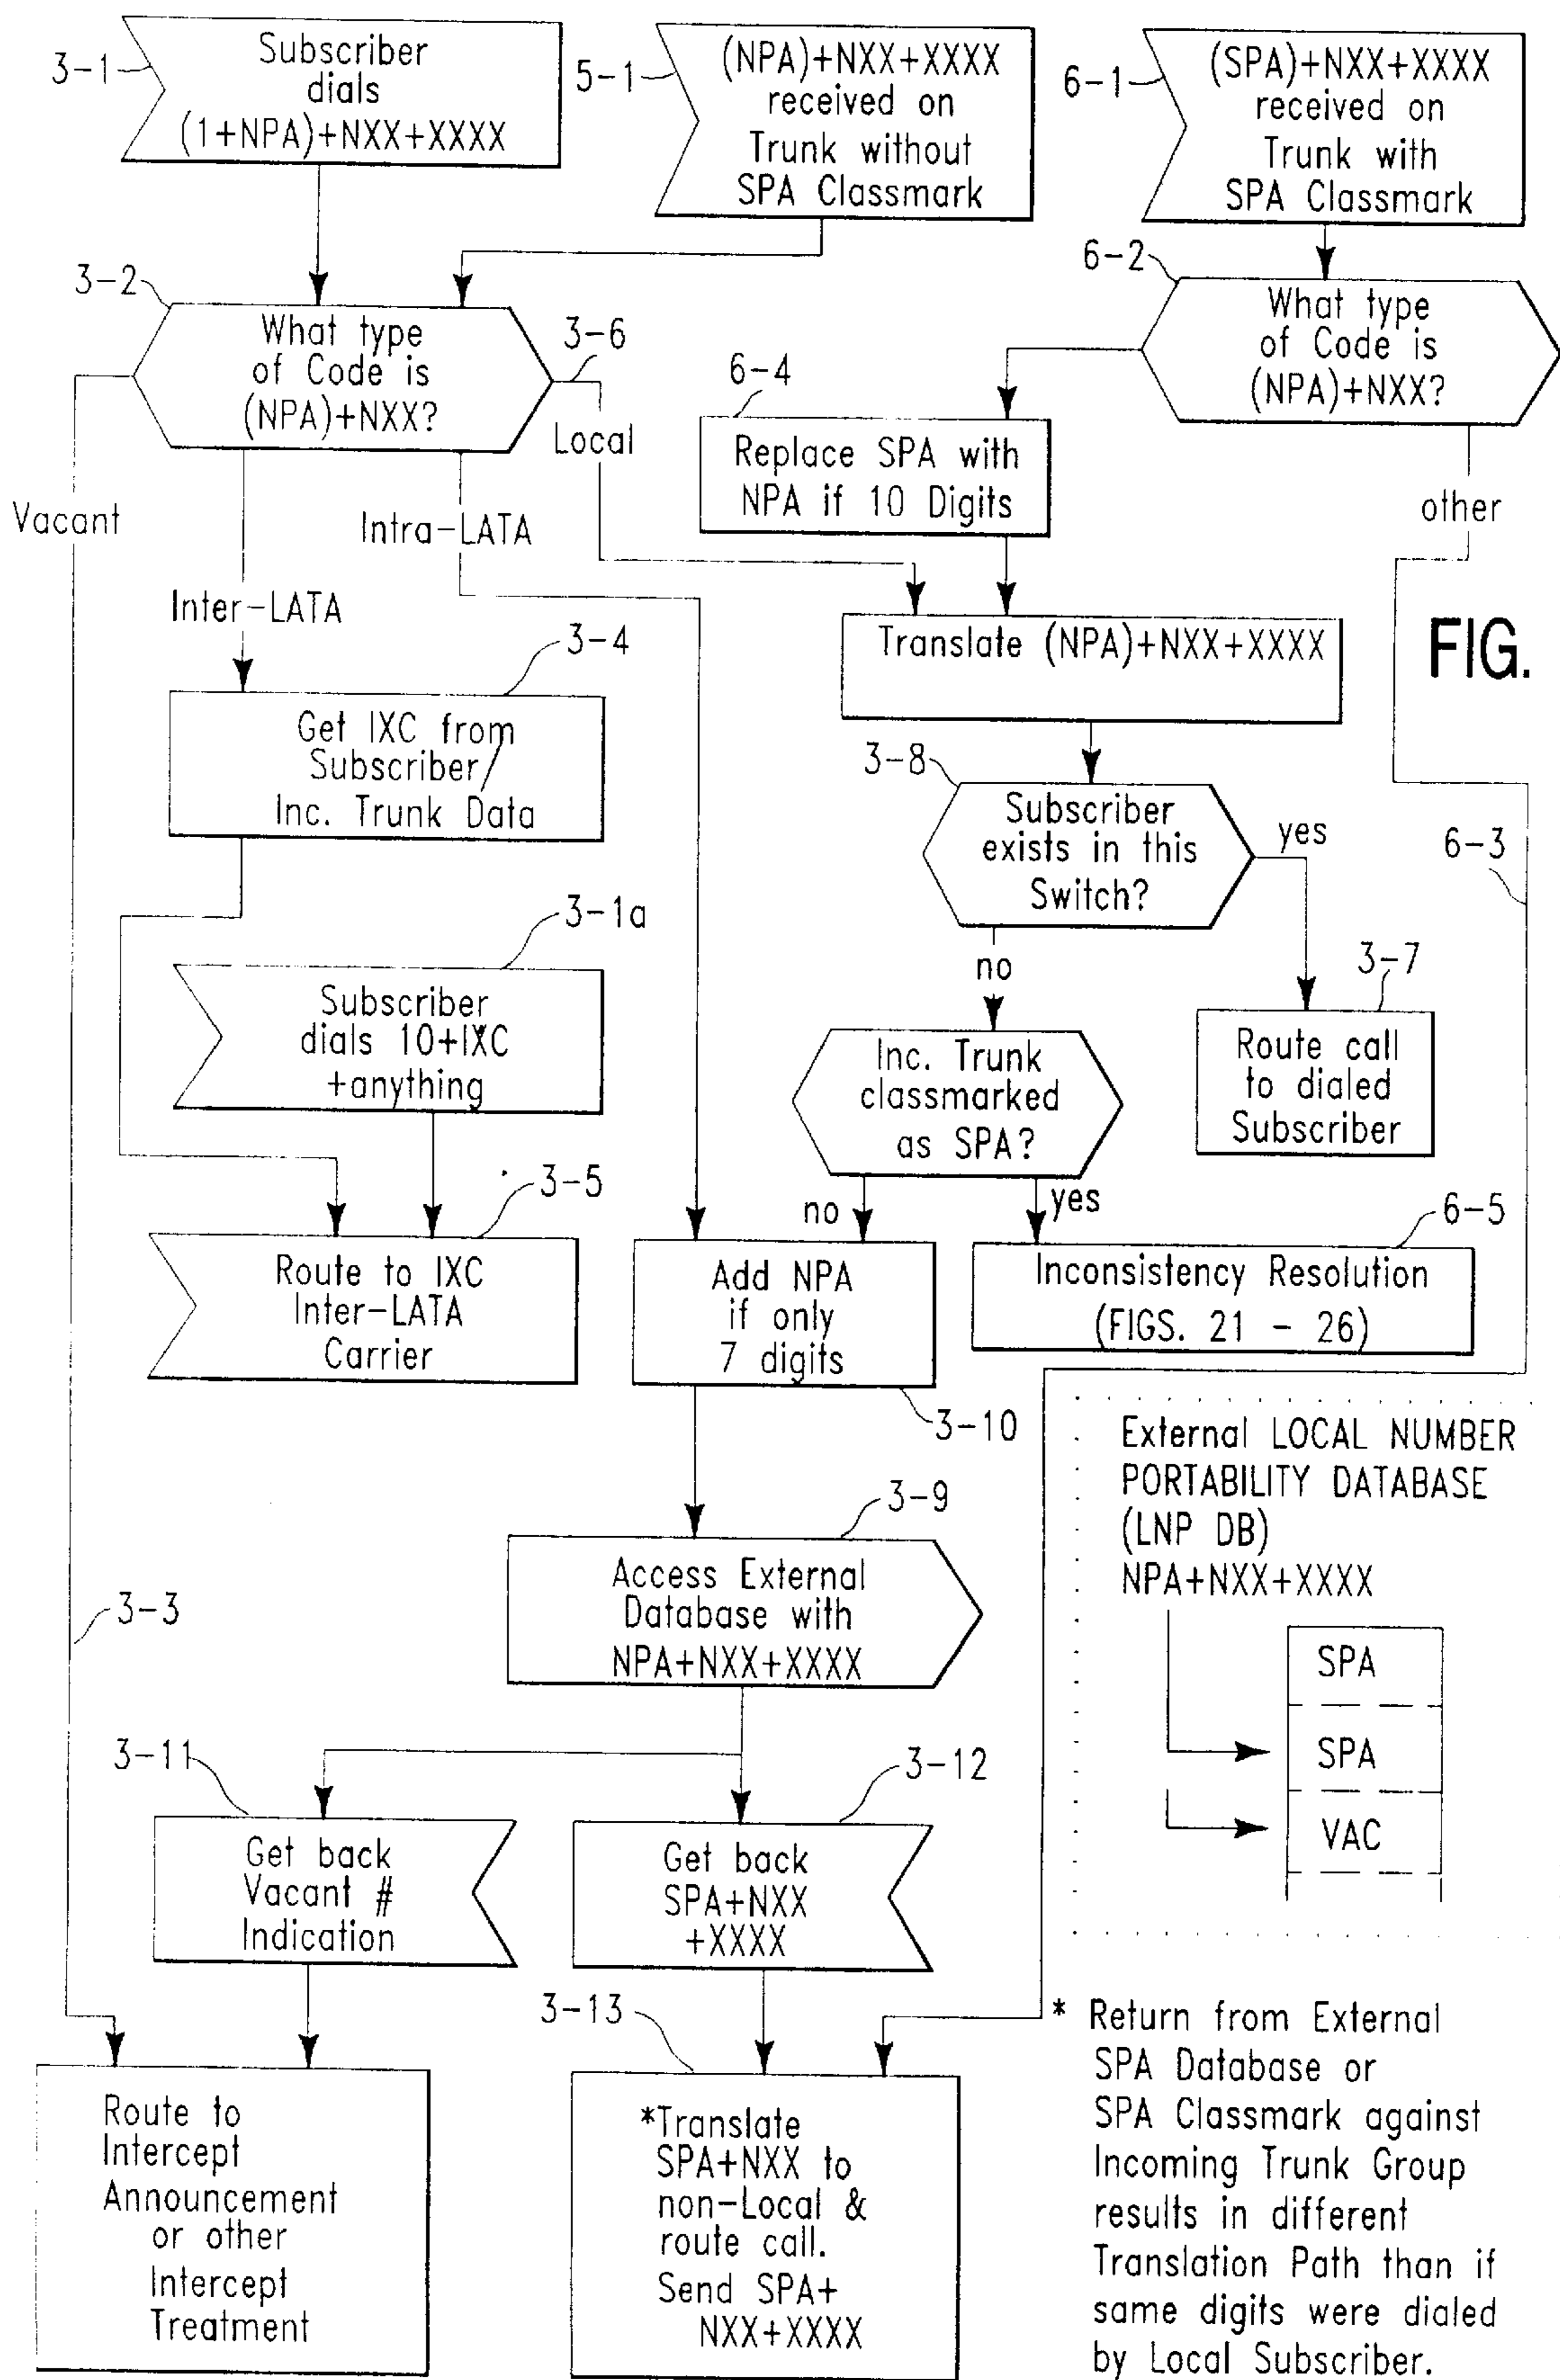 3-1
Subscriber
dials
(1+NPA)+NXX+XXXX
5-1
(NPA)+NXX+XXXX
received on
Trunk without
SPA Classmark
6-1
(SPA)+NXX+XXXX
received on
Trunk with
SPA Classmark
3-2
What type
of Code is
(NPA)+NXX?
3-6
Local
6-2
What type
of Code is
(NPA)+NXX?
6-4
Replace SPA with
NPA if 10 Digits
other
Vacant
Intra-LATA
Inter-LATA
Translate (NPA)+NXX+XXXX
FIG.
3-4
Get IXC from
Subscriber/
Inc. Trunk Data
3-8
Subscriber
exists in this
Switch?
yes
6-3
no
3-7
Route call
to dialed
Subscriber
3-1a
Subscriber
dials 10+IXC
+anything
Inc. Trunk
classmarked
as SPA?
no
yes
3-5
Route to IXC
Inter-LATA
Carrier
Add NPA
if only
7 digits
3-10
6-5
Inconsistency Resolution
(FIGS. 21 - 26)
3-9
Access External
Database with
NPA+NXX+XXXX
External LOCAL NUMBER
PORTABILITY DATABASE
(LNP DB)
NPA+NXX+XXXX
SPA
SPA
VAC
3-3
3-11
Get back
Vacant #
Indication
3-12
Get back
SPA+NXX
+XXXX
Route to
Intercept
Announcement
or other
Intercept
Treatment
3-13
*Translate
SPA+NXX to
non-Local &
route call.
Send SPA+
NXX+XXXX
* Return from External
SPA Database or
SPA Classmark against
Incoming Trunk Group
results in different
Translation Path than if
same digits were dialed
by Local Subscriber.